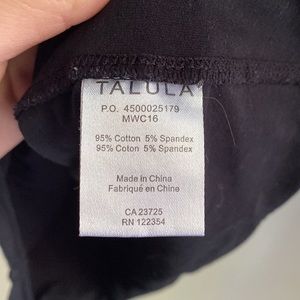 TALULA
P.O. 4500025179
MWC16
95% Cotton 5% Spandex
95% Coton 5% Spandex
Made in China
Fabriqué en China
CA 23725
RN 122354